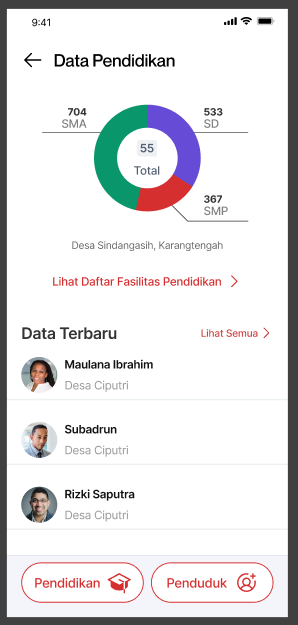 9:41
Data Pendidikan
704
SMA
533
SD
55
Total
367
SMP
Desa Sindangasih, Karangtengah
Lihat Daftar Fasilitas Pendidikan
Data Terbaru
Lihat Semua
Maulana Ibrahim
Desa Ciputri
Subadrun
Desa Ciputri
Rizki Saputra
Desa Ciputri
Pendidikan
Penduduk